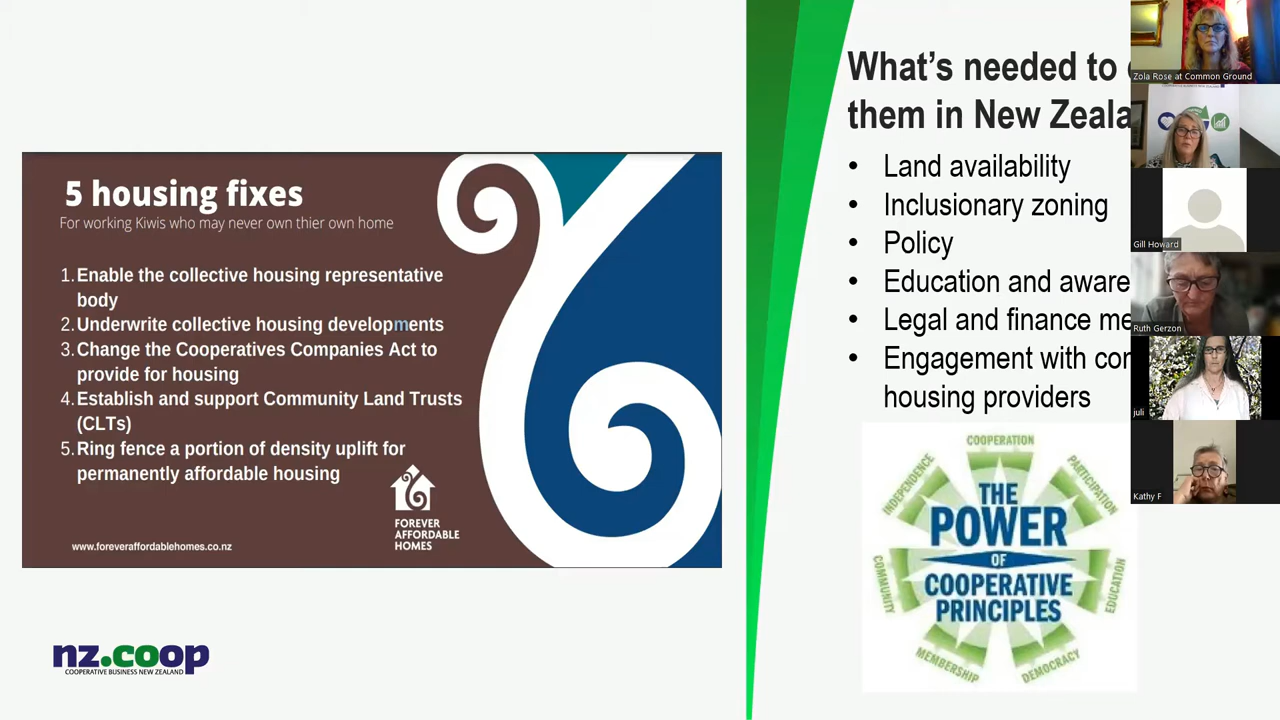 5 housing fixes
For working Kiwis who may never own thier own home
1. Enable the collective housing representative
body
2. Underwrite collective housing developments
3. Change the Cooperatives Companies Act to
provide for housing
4. Establish and support Community Land Trusts
(CLTs)
5. Ring fence a portion of density uplift for
permanently affordable housing
FOREVER
AFFORDABLE
HOMES
www.foreveraffordablehomes.co.nz
nz.coop
COOPERATIVE BUSINESS NEW ZEALAND
What's needed to
them in New Zeala
• Land availability
• Inclusionary zoning
• Policy
• Education and aware
• Legal and finance me
• Engagement with con
housing providers
COOPERATION
INDEPENDENCE
PARTICIPATION
THE
POWER
OF
COOPERATIVE
PRINCIPLES
COMMUNITY
EDUCATION
MEMBERSHIP
DEMOCRACY
Zola Rose at Common Ground
Gill Howard
Ruth Gerzon
juli
Kathy F